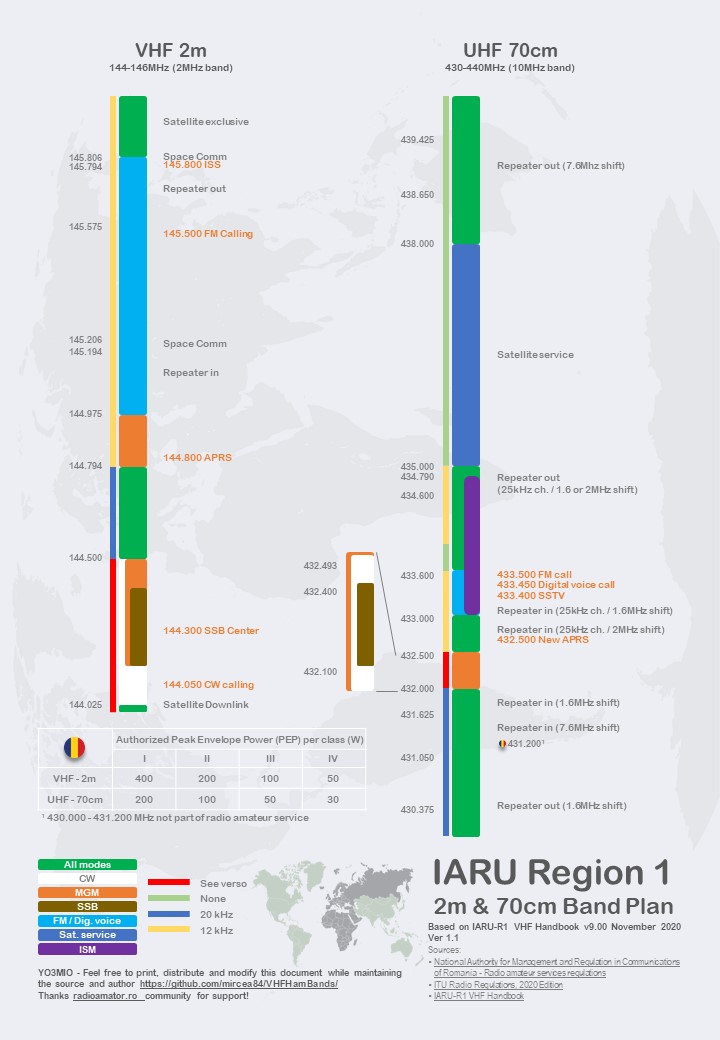 VHF 2m
144-146MHz (2MHz band)
Satellite exclusive
145.806
Space Comm
145.794
145.800 ISS
Repeater out
145.575
145.500 FM Calling
145.206
Space Comm
145.194
Repeater in
144.975
144.800 APRS
144.794
144.500
144.300 SSB Center
144.050 CW calling
144.025
Satellite Downlink
UHF 70cm
430-440MHz (10MHz band)
439.425
Repeater out (7.6Mhz shift)
438.650
438.000
Satellite service
435.000
434.790
Repeater out
(25kHz ch. / 1.6 or 2MHz shift)
434.600
433.600
433.500 FM call
433.450 Digital voice call
433.400 SSTV
Repeater in (25kHz ch. / 1.6MHz shift)
433.000
Repeater in (25kHz ch. / 2MHz shift)
432.500 New APRS
432.500
432.493
432.400
432.100
432.000
Repeater in (1.6MHz shift)
431.625
Repeater in (7.6MHz shift)
431.200¹
431.050
Repeater out (1.6MHz shift)
430.375
Authorized Peak Envelope Power (PEP) per class (W)
I II III IV
VHF - 2m 400 200 100 50
UHF - 70cm 200 100 50 30
¹ 430.000 - 431.200 MHz not part of radio amateur service
All modes
CW
MGM
SSB
FM / Dig. voice
Sat. service
ISM
See verso
None
20 kHz
12 kHz
YO3MIO - Feel free to print, distribute and modify this document while maintaining
the source and author https://github.com/mircea84/VHFHamBands/
Thanks radioamator.ro community for support!
IARU Region 1
2m & 70cm Band Plan
Based on IARU-R1 VHF Handbook v9.00 November 2020
Ver 1.1
Sources:
• National Authority for Management and Regulation in Communications
of Romania - Radio amateur services regulations
• ITU Radio Regulations, 2020 Edition
• IARU-R1 VHF Handbook